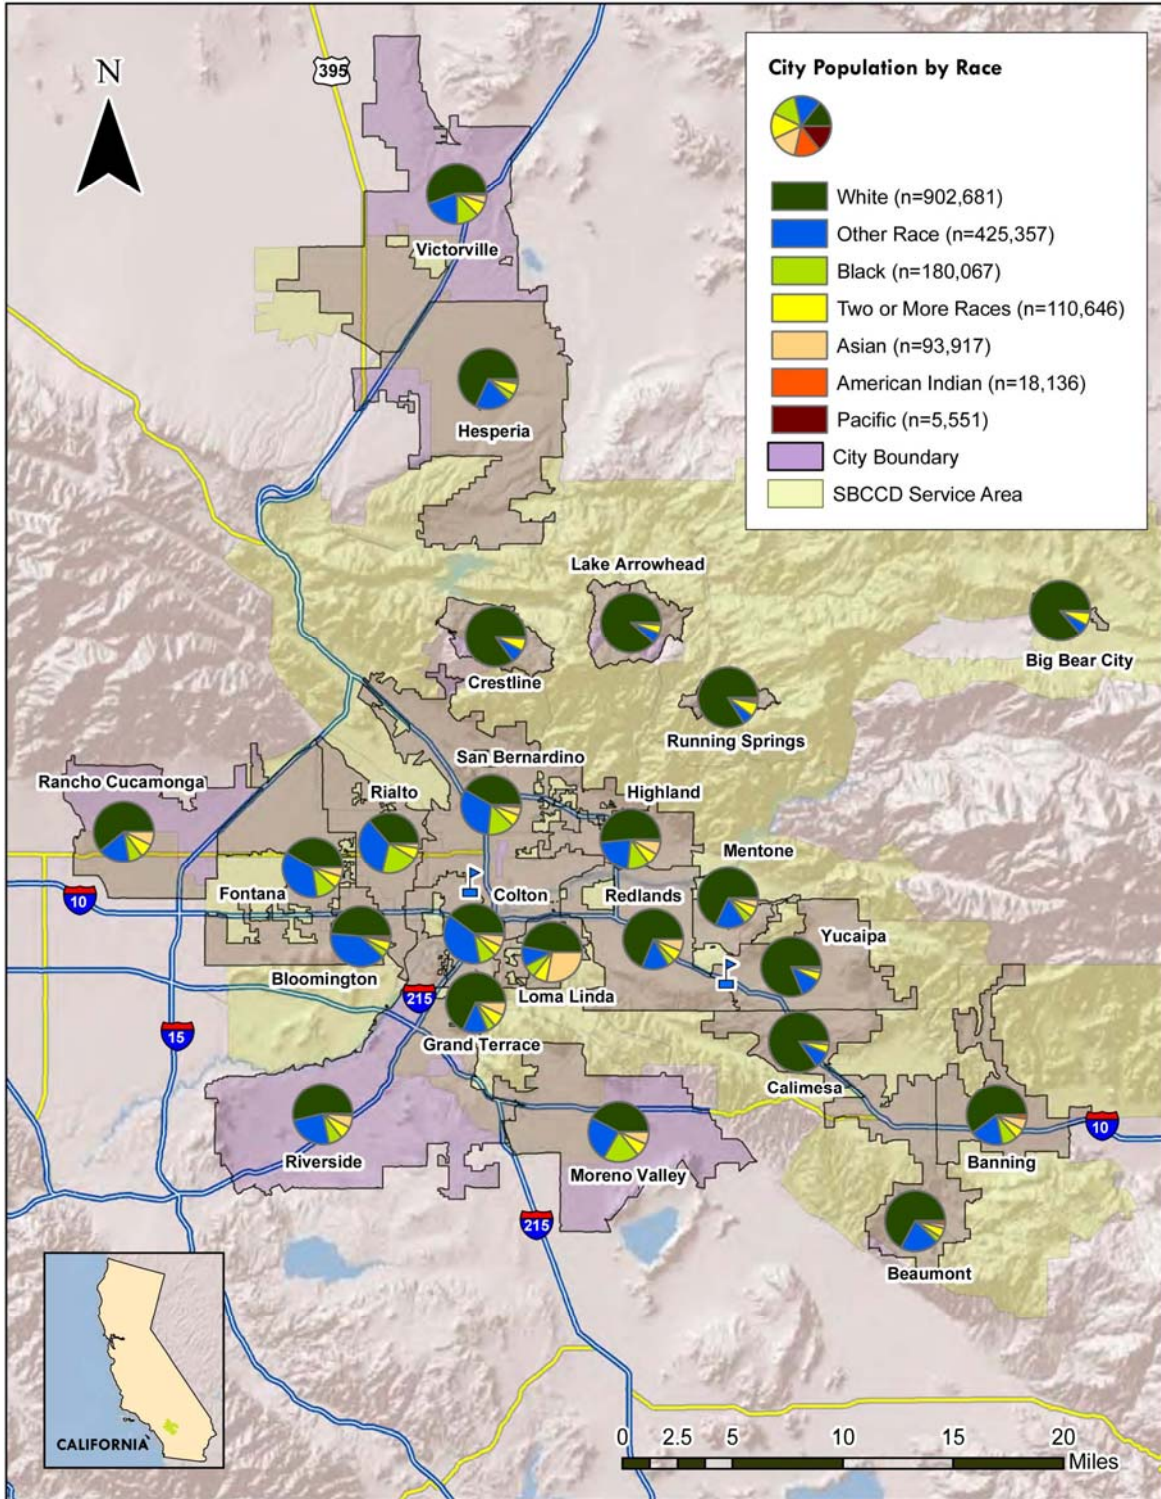 N
395
City Population by Race
White (n=902,681)
Other Race (n=425,357)
Black (n=180,067)
Two or More Races (n=110,646)
Asian (n=93,917)
American Indian (n=18,136)
Pacific (n=5,551)
City Boundary
SBCCD Service Area
Victorville
Hesperia
Lake Arrowhead
Crestline
Big Bear City
Running Springs
San Bernardino
Rancho Cucamonga
Rialto
Highland
Mentone
Fontana
Colton
Redlands
10
Yucaipa
Bloomington
Loma Linda
215
15
Grand Terrace
Calimesa
10
Riverside
Moreno Valley
Banning
215
Beaumont
CALIFORNIA
0 2.5 5 10 15 20
Miles